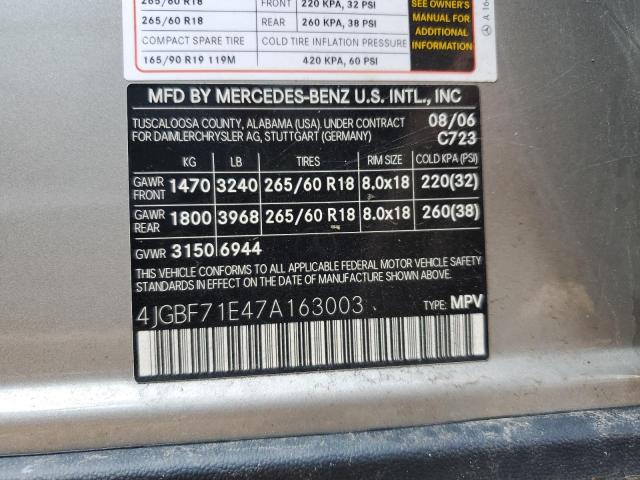 265/60 R18 FRONT 220 KPA, 32 PSI
265/60 R18 REAR 260 KPA, 38 PSI
COMPACT SPARE TIRE COLD TIRE INFLATION PRESSURE
165/90 R19 119M 420 KPA, 60 PSI
SEE OWNER'S
MANUAL FOR
ADDITIONAL
INFORMATION
MFD BY MERCEDES-BENZ U.S. INTL., INC
TUSCALOOSA COUNTY, ALABAMA (USA). UNDER CONTRACT 08/06
FOR DAIMLERCHRYSLER AG, STUTTGART (GERMANY) C723
KG LB TIRES RIM SIZE COLD KPA (PSI)
GAWR FRONT 1470 3240 265/60 R18 8.0x18 220(32)
GAWR REAR 1800 3968 265/60 R18 8.0x18 260(38)
GVWR 3150 6944
THIS VEHICLE CONFORMS TO ALL APPLICABLE FEDERAL MOTOR VEHICLE
SAFETY, BUMPER, AND THEFT PREVENTION
STANDARDS IN EFFECT ON THE DATE OF MANUFACTURE SHOWN ABOVE.
4JGBF71E47A163003 TYPE: MPV